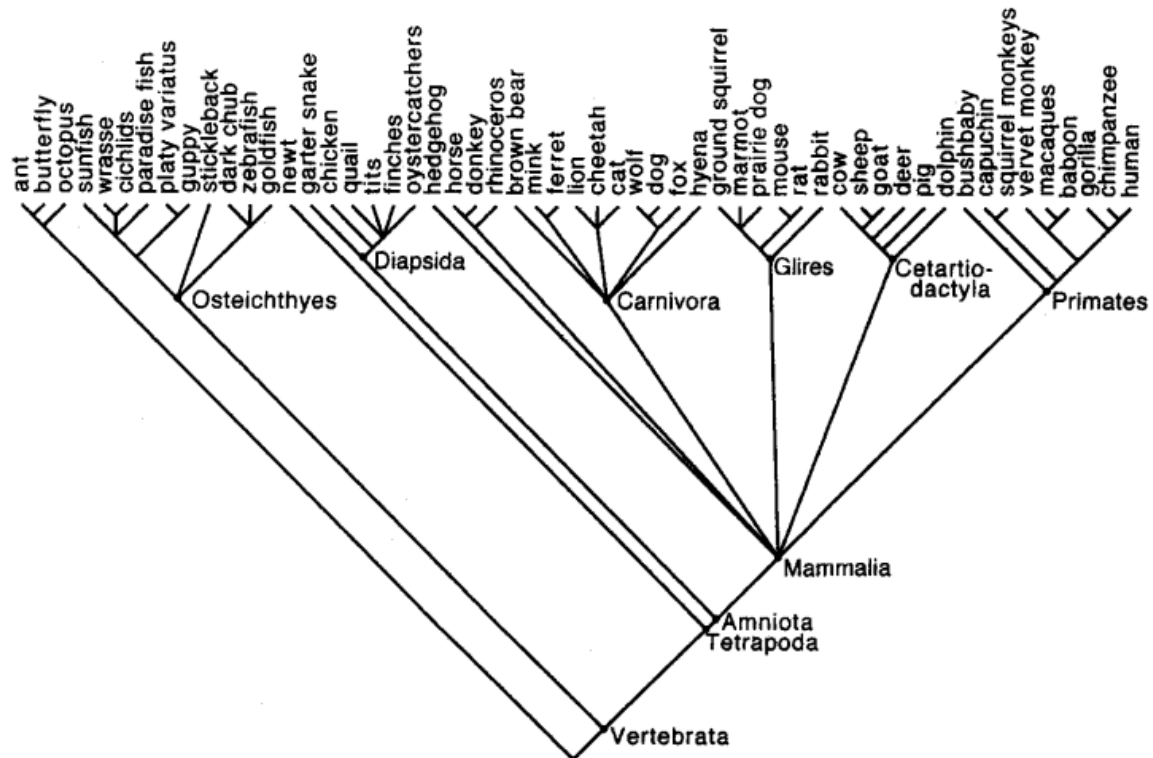 ant
butterfly
octopus
sunfish
wrasse
cichlids
paradise fish
platy variatus
guppy
stickleback
dark chub
zebrafish
goldfish
newt
garter snake
chicken
quail
tits
finches
oystercatchers
hedgehog
horse
donkey
rhinoceros
brown bear
mink
ferret
lion
cheetah
cat
wolf
dog
fox
hyena
ground squirrel
marmot
prairie dog
mouse
rat
rabbit
cow
sheep
goat
deer
pig
dolphin
bushbaby
capuchin
squirrel monkeys
vervet monkey
macaques
baboon
gorilla
chimpanzee
human
Diapsida
Osteichthyes
Carnivora
Glires
Cetartio-
dactyla
Primates
Mammalia
Amniota
Tetrapoda
Vertebrata